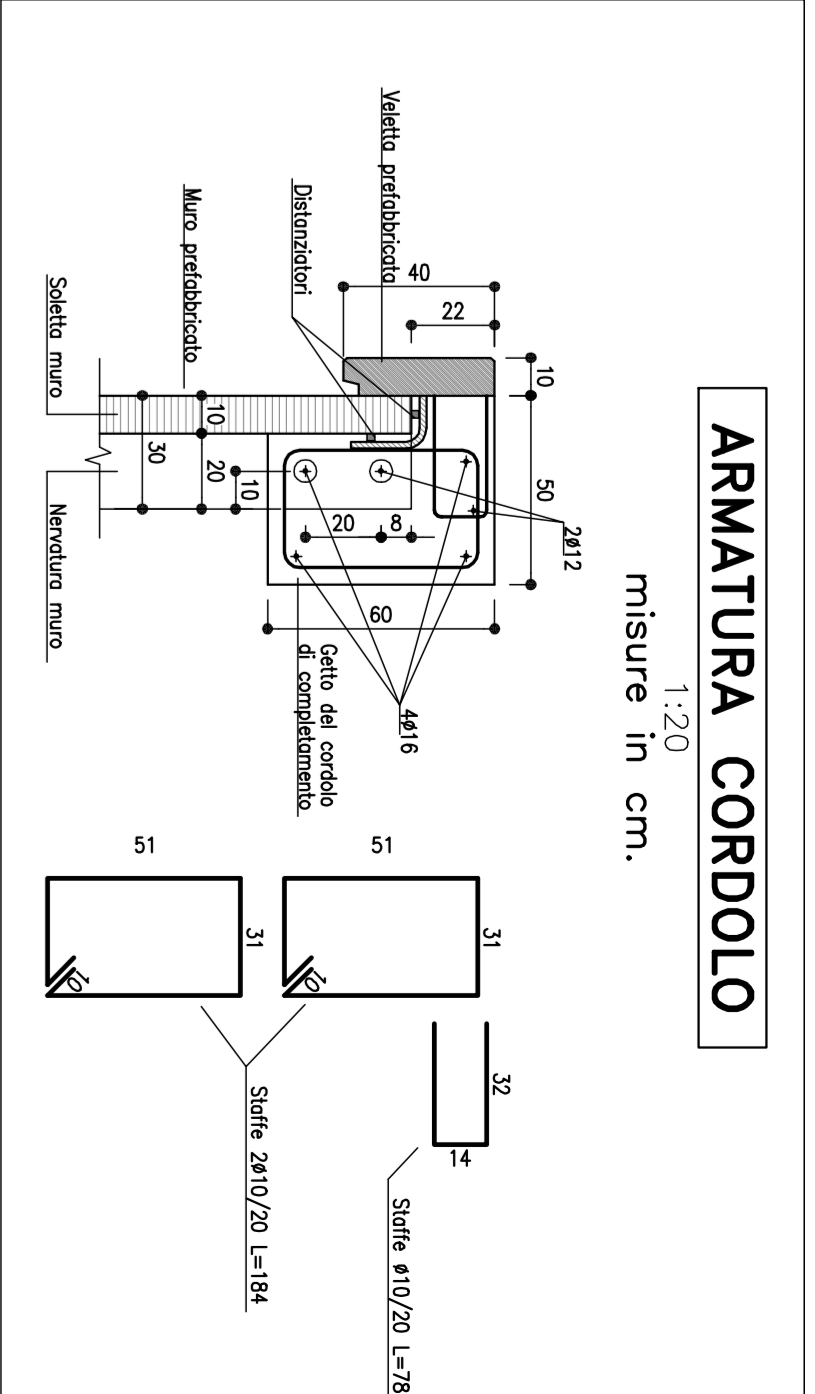 ARMATURA CORDOLO
1:20
misure in cm.
10
50
2ø12
40
22
Veletta prefabbricata
Distanziatori
Muro prefabbricato
Soletta muro
Nervatura muro
10
20
30
10
20
8
60
4ø16
Getto del cordolo
di completamento
32
14
Staffe ø10/20 L=78
51
31
10
51
31
10
Staffe 2ø10/20 L=184